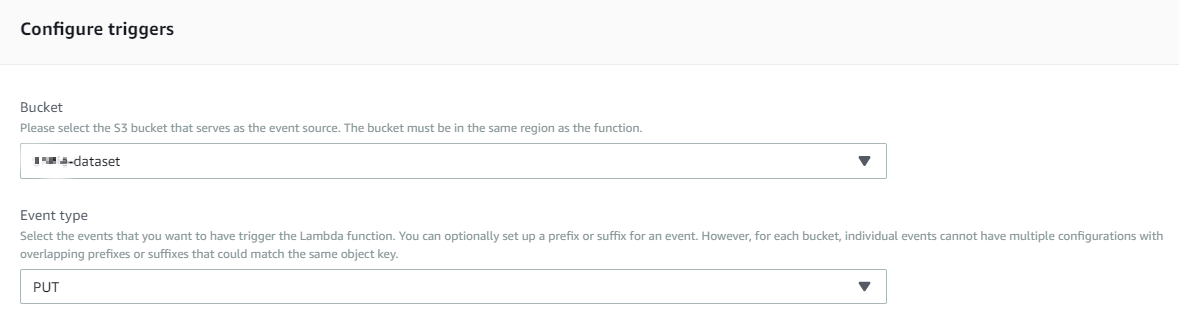 Configure triggers
Bucket
Please select the S3 bucket that serves as the event source. The bucket must be in the same region as the function.
-dataset
Event type
Select the events that you want to have trigger the Lambda function. You can optionally set up a prefix or suffix for an event. However, for each bucket, individual events cannot have multiple configurations with
overlapping prefixes or suffixes that could match the same object key.
PUT